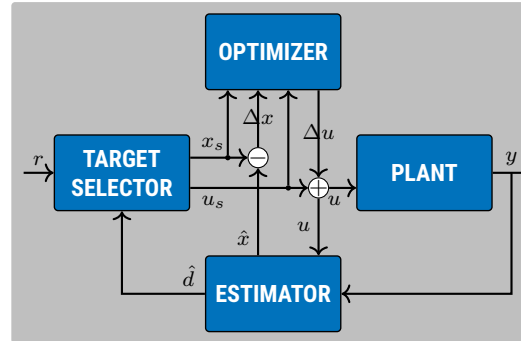 OPTIMIZER
Δx
Δu
x_s
r
TARGET
SELECTOR
PLANT
y
u_s
u
x̂
u
d̂
ESTIMATOR